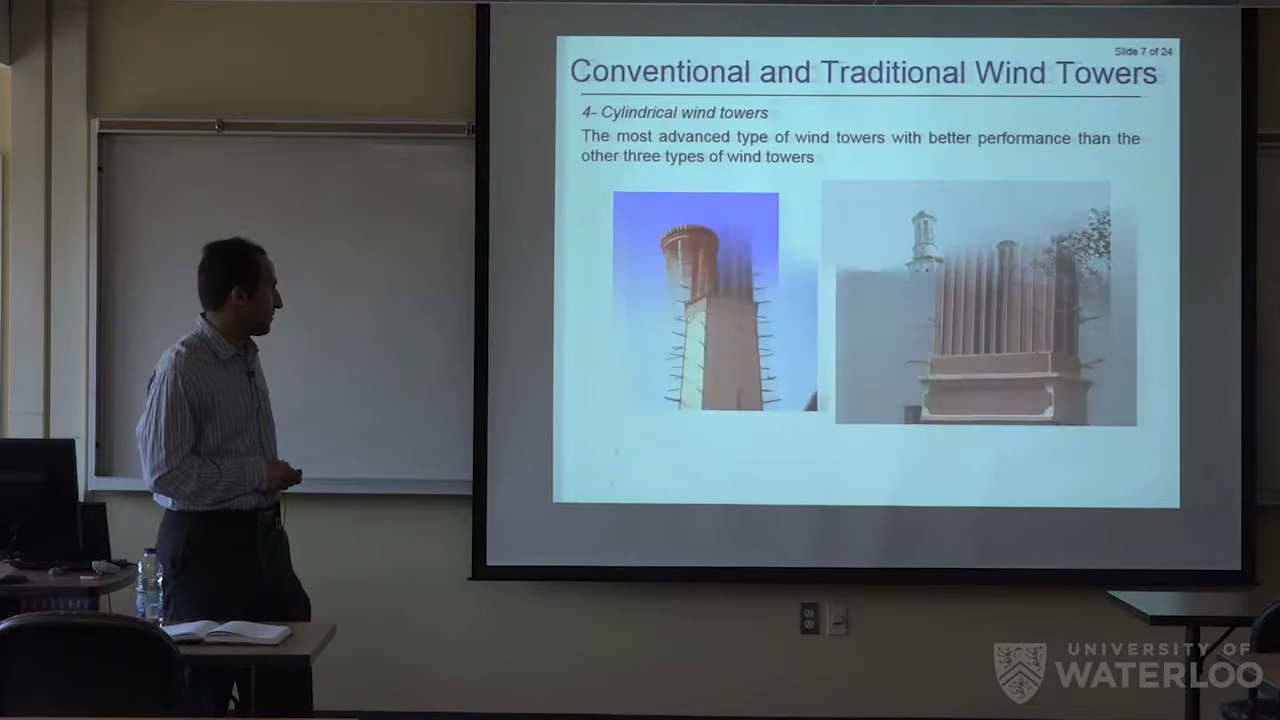 Slide 7 of 24
Conventional and Traditional Wind Towers
4- Cylindrical wind towers
The most advanced type of wind towers with better performance than the
other three types of wind towers
UNIVERSITY OF
WATERLOO